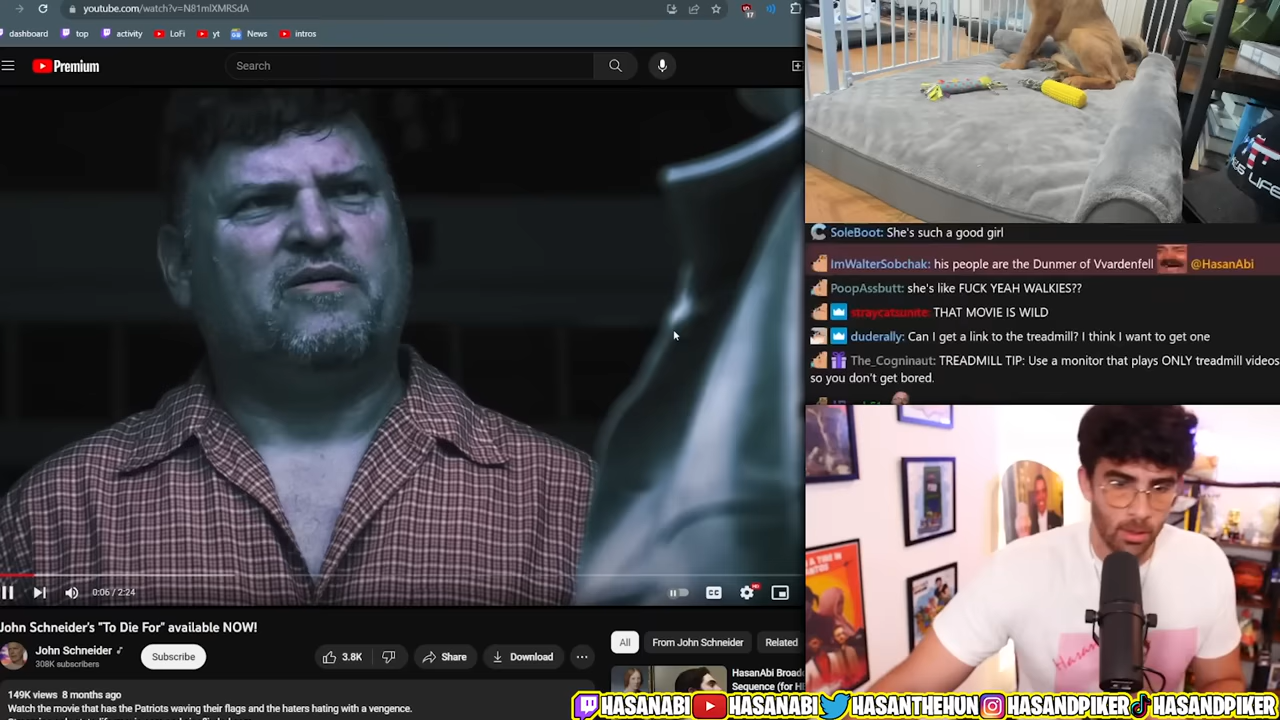 youtube.com/watch?v=N81mlXMRSdA
17
dashboard
top
activity
LoFi
yt
News
intros
Premium
Search
SoleBoot: She's such a good girl
ImWalterSobchak: his people are the Dunmer of Vvardenfell @HasanAbi
PoopAssbutt: she's like FUCK YEAH WALKIES??
straycatsunite: THAT MOVIE IS WILD
duderally: Can I get a link to the treadmill? I think I want to get one
The_Cogninaut: TREADMILL TIP: Use a monitor that plays ONLY treadmill videos
so you don't get bored.
0:06 / 2:24
CC
HD
John Schneider's "To Die For" available NOW!
John Schneider
308K subscribers
Subscribe
3.8K
Share
Download
All
From John Schneider
Related
HasanAbi Broad
Sequence (for H
149K views 8 months ago
Watch the movie that has the Patriots waving their flags and the haters hating with a vengence.
HASANABI
HASANABI
HASANTHEHUN
HASANDPIKER
HASANDPIKER